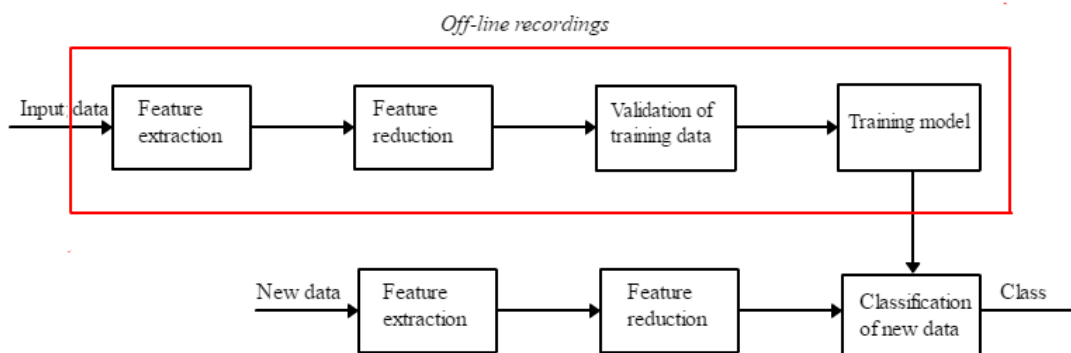 Off-line recordings
Input data
Feature
extraction
Feature
reduction
Validation of
training data
Training model
New data
Feature
extraction
Feature
reduction
Classification
of new data
Class